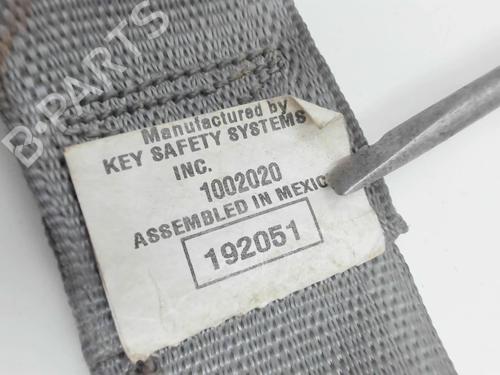 B-PARTS
Manufactured by
KEY SAFETY SYSTEMS
INC.
1002020
ASSEMBLED IN MEXICO
192051